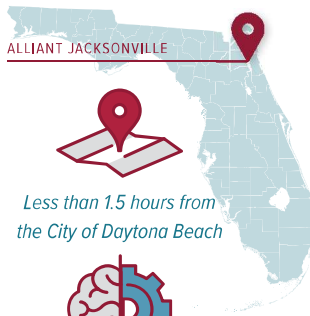 ALLIANT JACKSONVILLE
Less than 1.5 hours from
the City of Daytona Beach